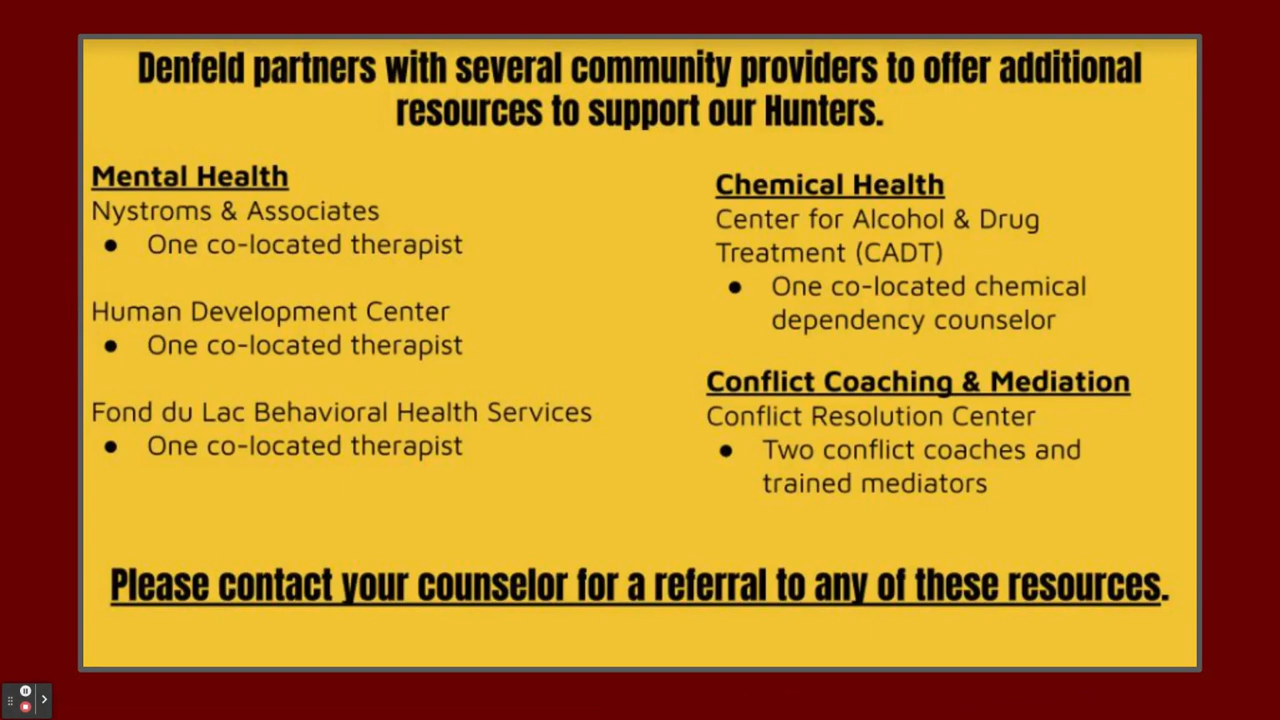 Denfeld partners with several community providers to offer additional
resources to support our Hunters.
Mental Health
Nystroms & Associates
● One co-located therapist
Human Development Center
● One co-located therapist
Fond du Lac Behavioral Health Services
● One co-located therapist
Chemical Health
Center for Alcohol & Drug
Treatment (CADT)
● One co-located chemical
dependency counselor
Conflict Coaching & Mediation
Conflict Resolution Center
● Two conflict coaches and
trained mediators
Please contact your counselor for a referral to any of these resources.